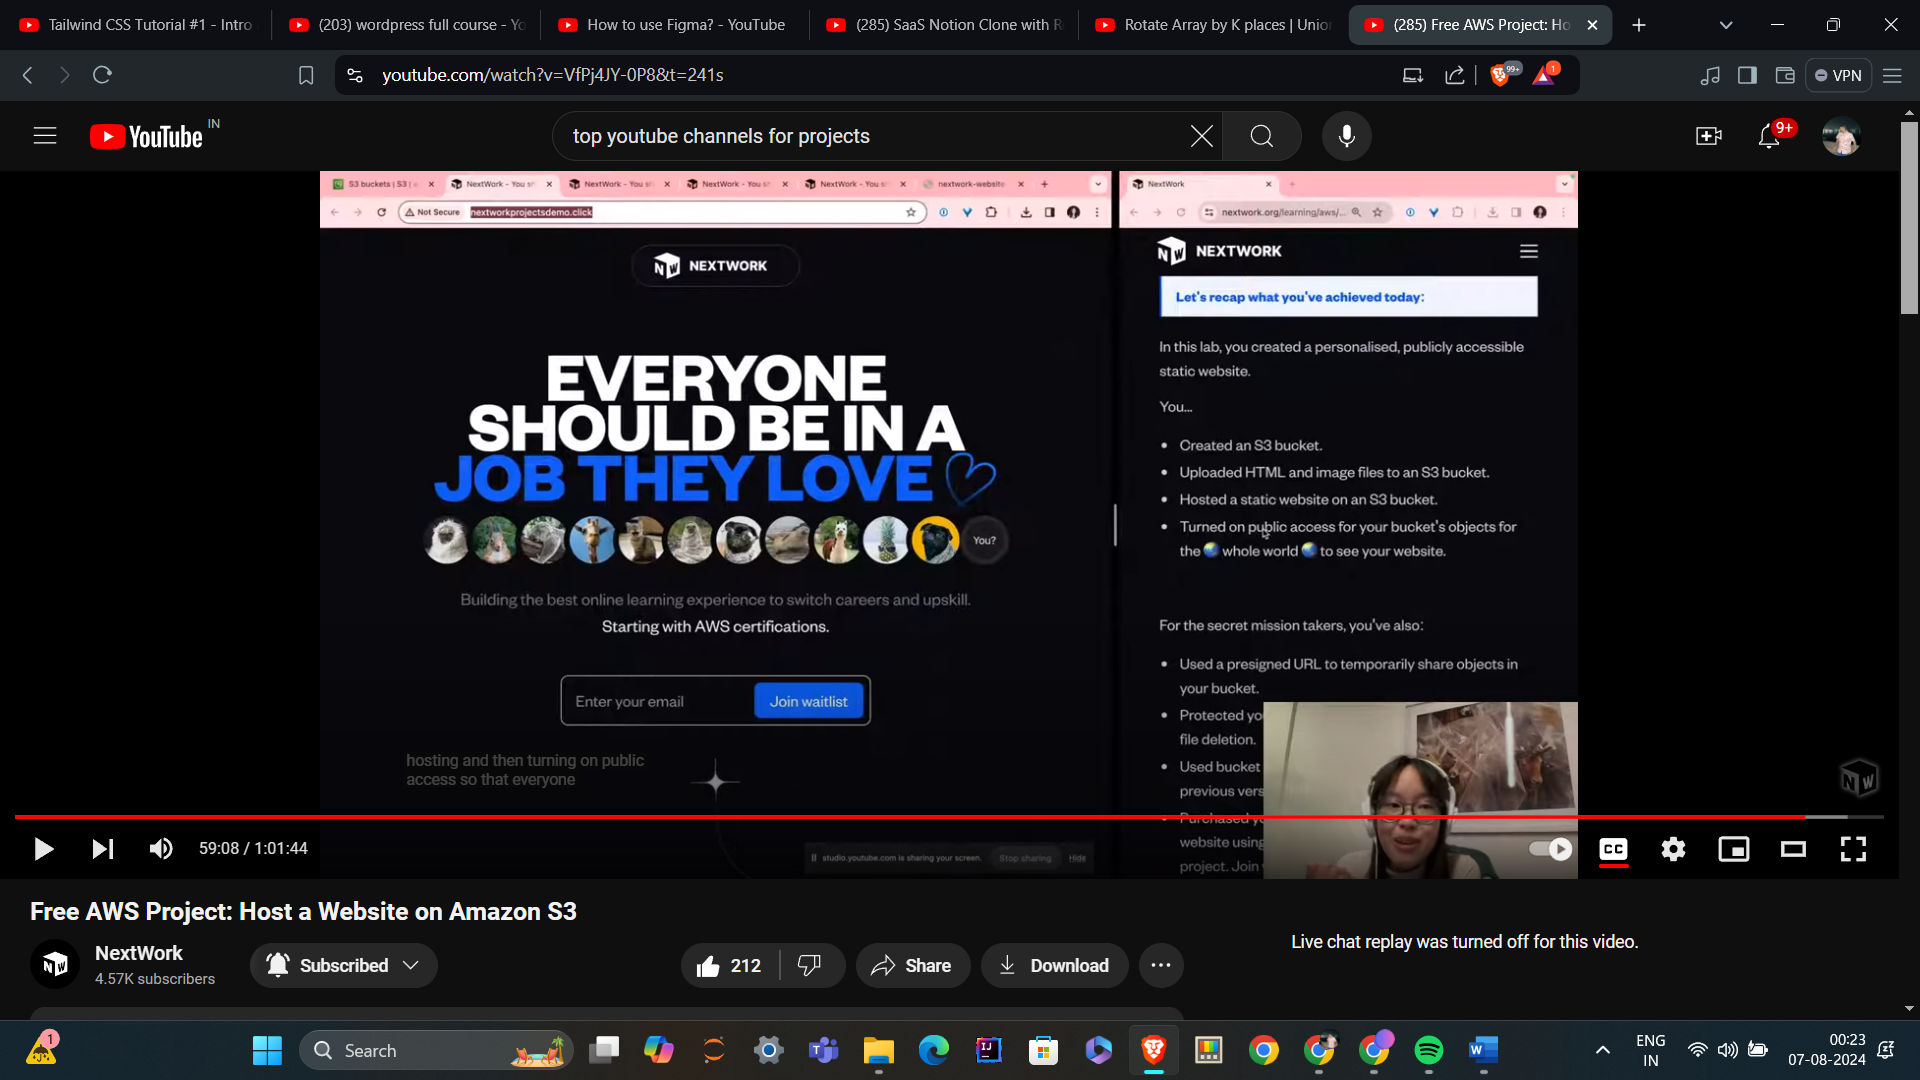 Tailwind CSS Tutorial #1 - Intro
(203) wordpress full course - Yo
How to use Figma? - YouTube
(285) SaaS Notion Clone with R
Rotate Array by K places | Union
(285) Free AWS Project: Ho
youtube.com/watch?v=VfPj4JY-0P8&t=241s
99+
1
VPN
YouTube IN
top youtube channels for projects
9+
S3 buckets | S3 |
NextWork - You sh
NextWork - You sh
NextWork - You sh
NextWork - You sh
nextwork-website
Not Secure
nextworkprojectsdemo.click
NextWork
nextwork.org/learning/aws/...
NEXTWORK
EVERYONE
SHOULD BE IN A
JOB THEY LOVE
You?
Building the best online learning experience to switch careers and upskill.
Starting with AWS certifications.
Enter your email
Join waitlist
hosting and then turning on public
access so that everyone
studio.youtube.com is sharing your screen.
Stop sharing
Hide
NW NEXTWORK
Let's recap what you've achieved today:
In this lab, you created a personalised, publicly accessible
static website.
You...
• Created an S3 bucket.
• Uploaded HTML and image files to an S3 bucket.
• Hosted a static website on an S3 bucket.
• Turned on public access for your bucket's objects for
the 🌏 whole world 🌏 to see your website.
For the secret mission takers, you've also:
• Used a presigned URL to temporarily share objects in
your bucket.
• Protected yo
file deletion.
• Used bucket
previous vers
• Purchased yo
website using
project. Join
NW
59:08 / 1:01:44
CC
Free AWS Project: Host a Website on Amazon S3
NW
NextWork
4.57K subscribers
Subscribed
212
Share
Download
Live chat replay was turned off for this video.
1
Search
ENG
IN
00:23
07-08-2024